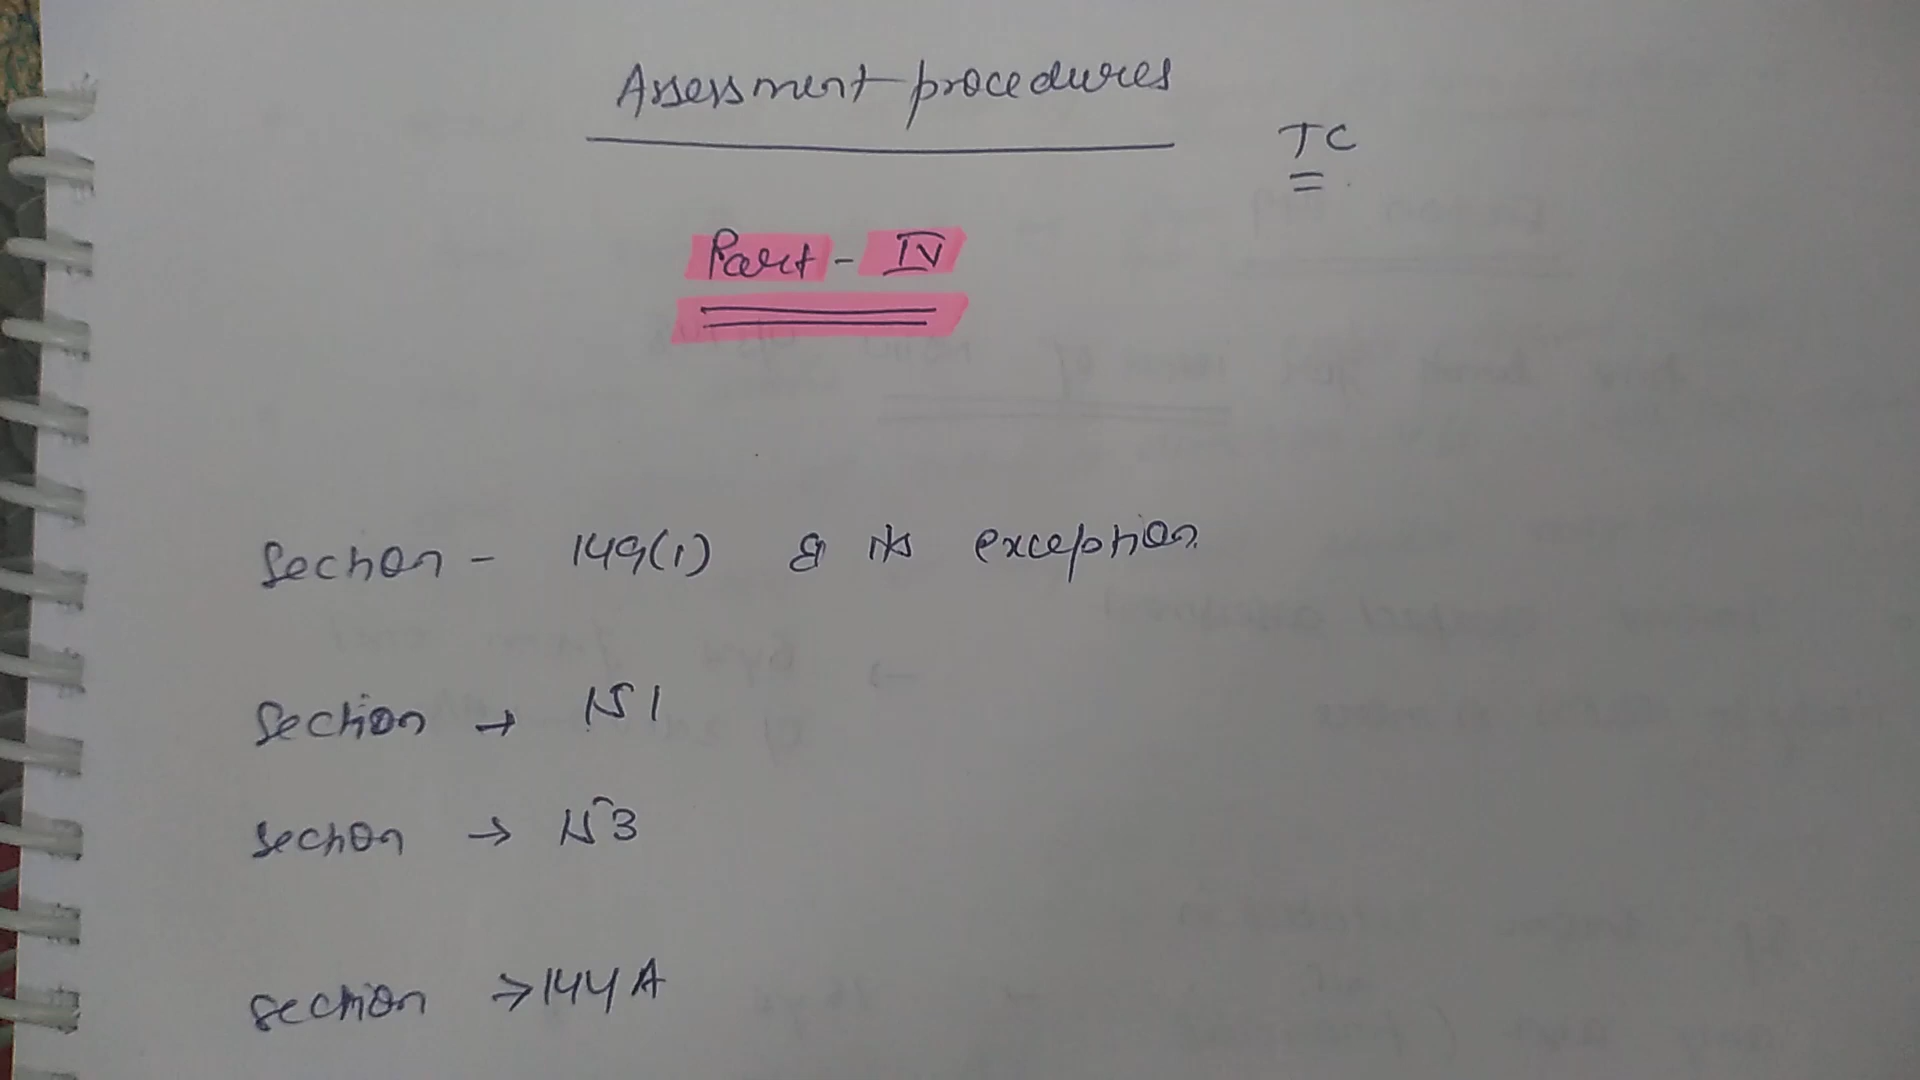 Assessment procedures
TC
Part - IV
Section - 149(1) & its exception
Section → 151
Section → 153
Section → 144A